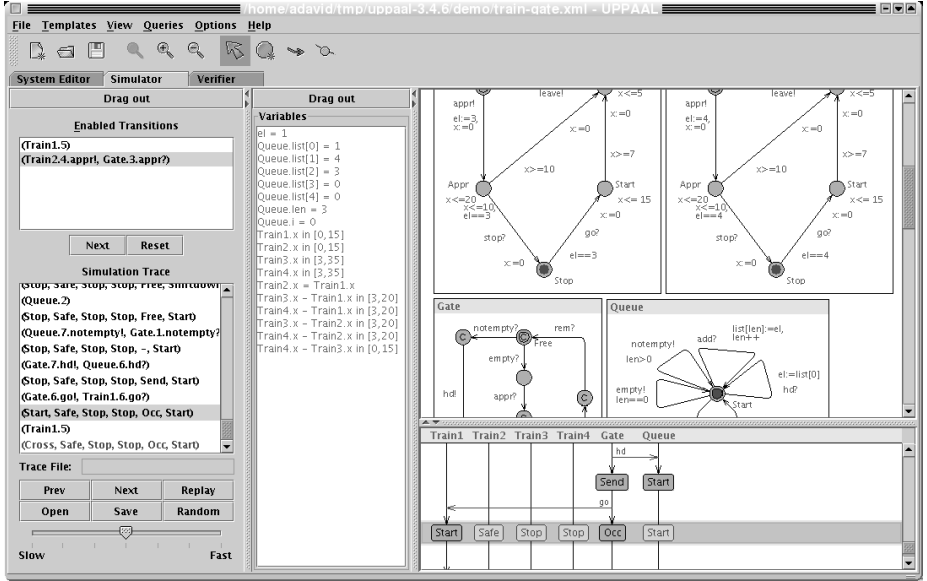 /home/adavid/tmp/uppaal-3.4.6/demo/train-gate.xml - UPPAAL
File Templates View Queries Options Help
System Editor Simulator Verifier
Drag out
Enabled Transitions
(Train1.5)
(Train2.4.appr!, Gate.3.appr?)
Next Reset
Simulation Trace
(Stop, Safe, Stop, Stop, Free, Shiftdown)
(Queue.2)
(Stop, Safe, Stop, Stop, Free, Start)
(Queue.7.notempty!, Gate.1.notempty?
(Stop, Safe, Stop, Stop, -, Start)
(Gate.7.hd!, Queue.6.hd?)
(Stop, Safe, Stop, Stop, Send, Start)
(Gate.6.go!, Train1.6.go?)
(Start, Safe, Stop, Stop, Occ, Start)
(Train1.5)
(Cross, Safe, Stop, Stop, Occ, Start)
Trace File:
Prev Next Replay
Open Save Random
Slow Fast
Drag out
Variables
el = 1
Queue.list[0] = 1
Queue.list[1] = 4
Queue.list[2] = 3
Queue.list[3] = 0
Queue.list[4] = 0
Queue.len = 3
Queue.i = 0
Train1.x in [0,15]
Train2.x in [0,15]
Train3.x in [3,35]
Train4.x in [3,35]
Train2.x = Train1.x
Train3.x - Train1.x in [3,20]
Train4.x - Train1.x in [3,20]
Train3.x - Train2.x in [3,20]
Train4.x - Train2.x in [3,20]
Train4.x - Train3.x in [0,15]
leave! x<=5
appr!
el:=3,
x:=0
x:=0
x:=0
x>=7
x>=10
Appr
x<=20
x<=10,
el==3
Start
x<= 15
x:=0
stop?
go?
x:=0
el==3
Stop
leave! x<=5
appr!
el:=4,
x:=0
x:=0
x:=0
x>=7
x>=10
Appr
x<=20
x<=10,
el==4
Start
x<= 15
x:=0
stop?
go?
x:=0
el==4
Stop
Gate
notempty? rem?
C Free
empty?
hd!
appr?
C
C
Queue
list[len]:=el,
len++
add?
notempty!
len>0
el:=list[0]
hd?
empty!
len==0
Start
Train1 Train2 Train3 Train4 Gate Queue
hd
Send Start
go
Start Safe Stop Stop Occ Start